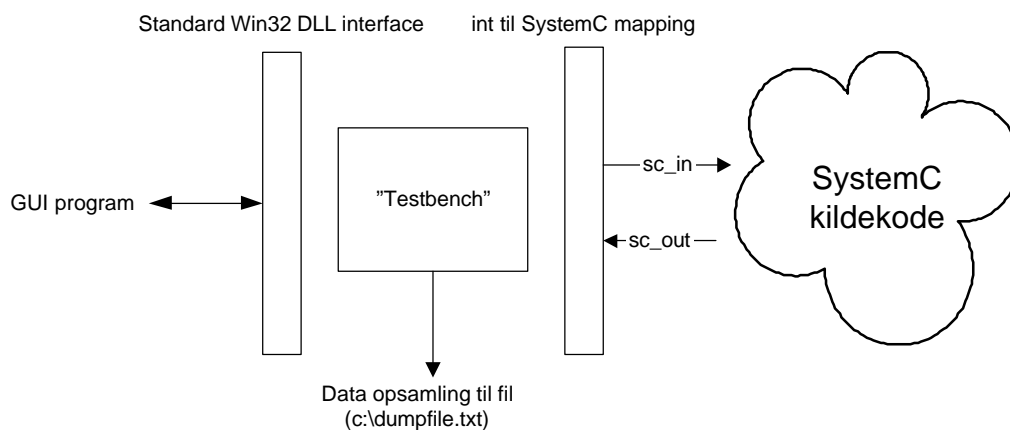 Standard Win32 DLL interface
int til SystemC mapping
GUI program
”Testbench”
sc_in
sc_out
SystemC
kildekode
Data opsamling til fil
(c:\dumpfile.txt)